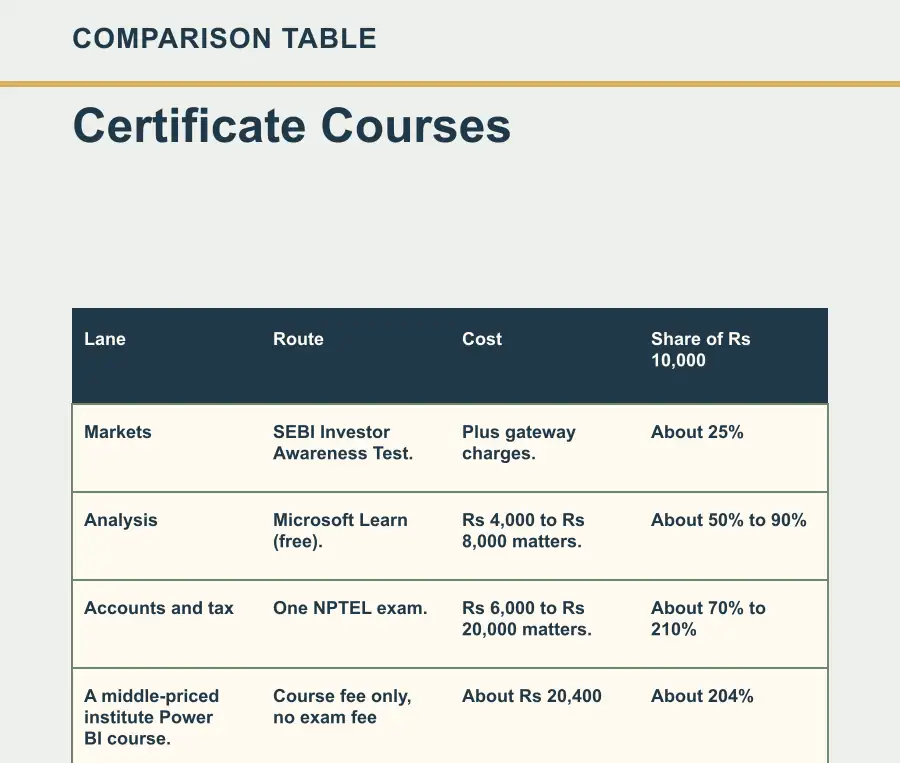 COMPARISON TABLE
Certificate Courses
Lane
Route
Cost
Share of Rs
10,000
Markets
SEBI Investor
Awareness Test.
Plus gateway
charges.
About 25%
Analysis
Microsoft Learn
(free).
Rs 4,000 to Rs
8,000 matters.
About 50% to 90%
Accounts and tax
One NPTEL exam.
Rs 6,000 to Rs
20,000 matters.
About 70% to
210%
A middle-priced
institute Power
BI course.
Course fee only,
no exam fee
About Rs 20,400
About 204%